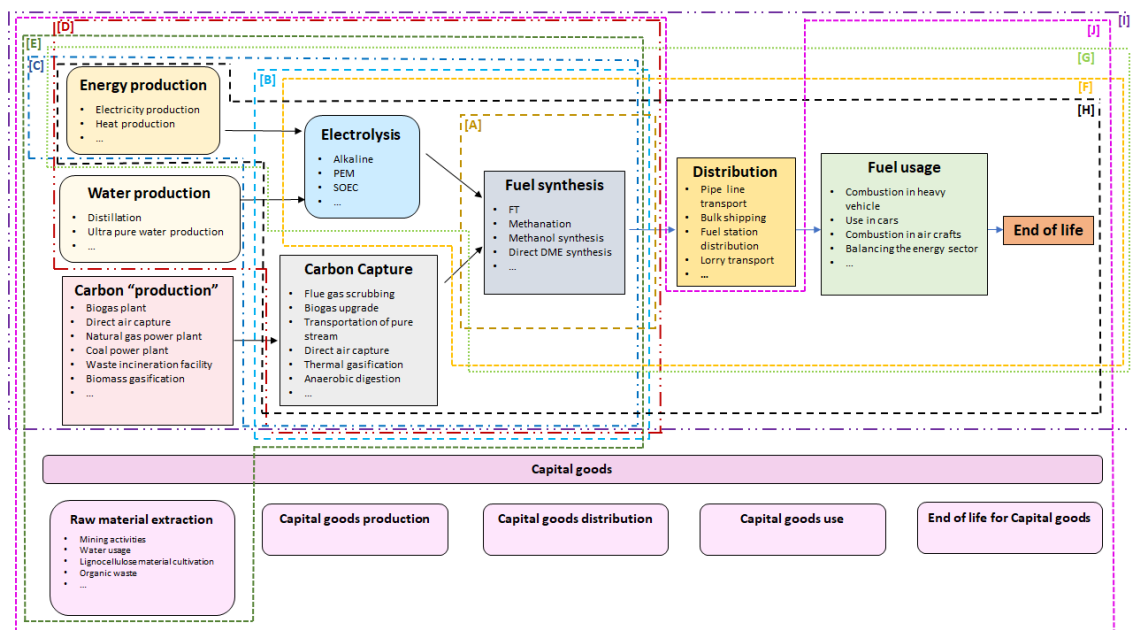 [D]
[I]
[E]
[J]
[G]
[C]
[B]
[F]
[H]
[A]
Energy production
• Electricity production
• Heat production
• ...
Electrolysis
• Alkaline
• PEM
• SOEC
• ...
Water production
• Distillation
• Ultra pure water production
• ...
Carbon “production”
• Biogas plant
• Direct air capture
• Natural gas power plant
• Coal power plant
• Waste incineration facility
• Biomass gasification
• ...
Carbon Capture
• Flue gas scrubbing
• Biogas upgrade
• Transportation of pure
stream
• Direct air capture
• Thermal gasification
• Anaerobic digestion
• ...
Fuel synthesis
• FT
• Methanation
• Methanol synthesis
• Direct DME synthesis
• ...
Distribution
• Pipe line
transport
• Bulk shipping
• Fuel station
distribution
• Lorry transport
• ...
Fuel usage
• Combustion in heavy
vehicle
• Use in cars
• Combustion in air crafts
• Balancing the energy sector
• ...
End of life
Capital goods
Raw material extraction
• Mining activities
• Water usage
• Lignocellulose material cultivation
• Organic waste
• ...
Capital goods production
Capital goods distribution
Capital goods use
End of life for Capital goods